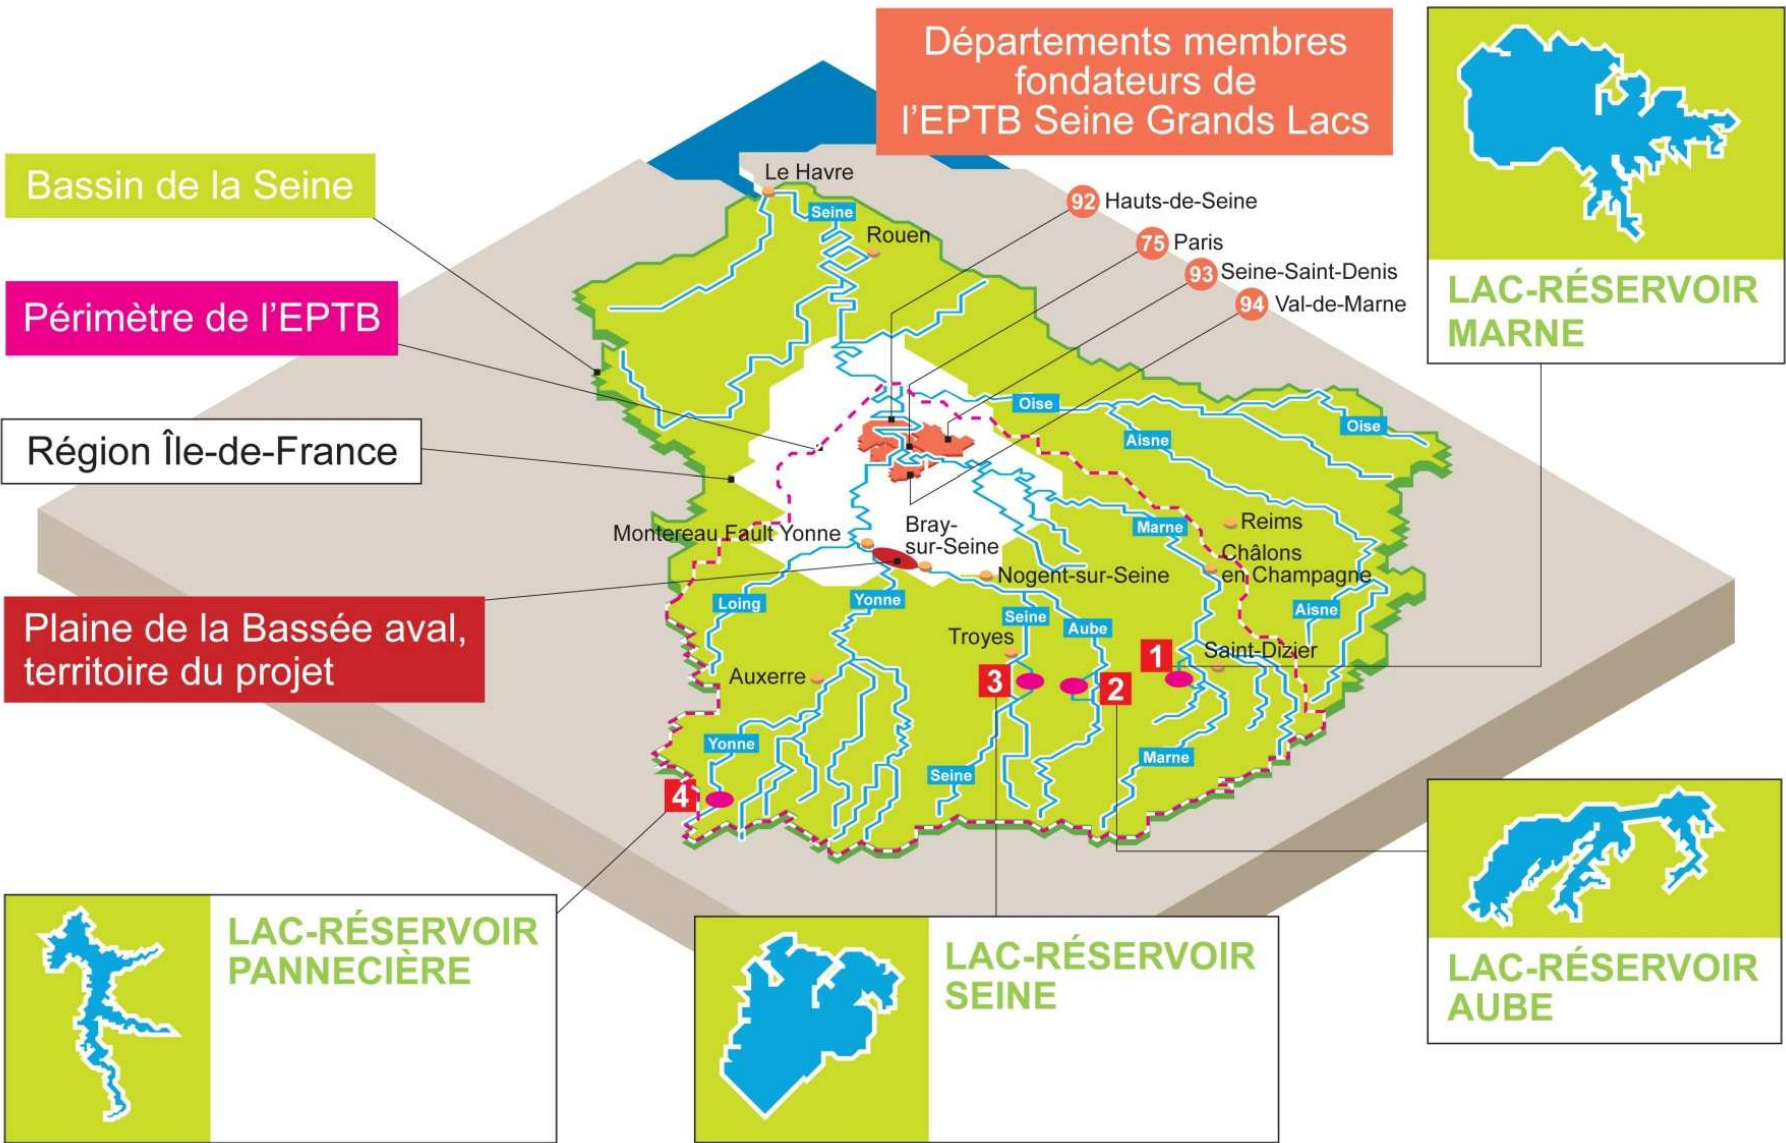 Départements membres
fondateurs de
l'EPTB Seine Grands Lacs
Bassin de la Seine
Périmètre de l'EPTB
Région Île-de-France
Plaine de la Bassée aval,
territoire du projet
Le Havre
Seine
Rouen
92 Hauts-de-Seine
75 Paris
93 Seine-Saint-Denis
94 Val-de-Marne
LAC-RÉSERVOIR
MARNE
Oise
Oise
Aisne
Marne
Reims
Châlons
en Champagne
Montereau Fault Yonne
Bray-
sur-Seine
Nogent-sur-Seine
Loing
Yonne
Seine
Aube
Aisne
Troyes
Saint-Dizier
Auxerre
1
2
3
4
Yonne
Seine
Marne
LAC-RÉSERVOIR
PANNECIÈRE
LAC-RÉSERVOIR
SEINE
LAC-RÉSERVOIR
AUBE